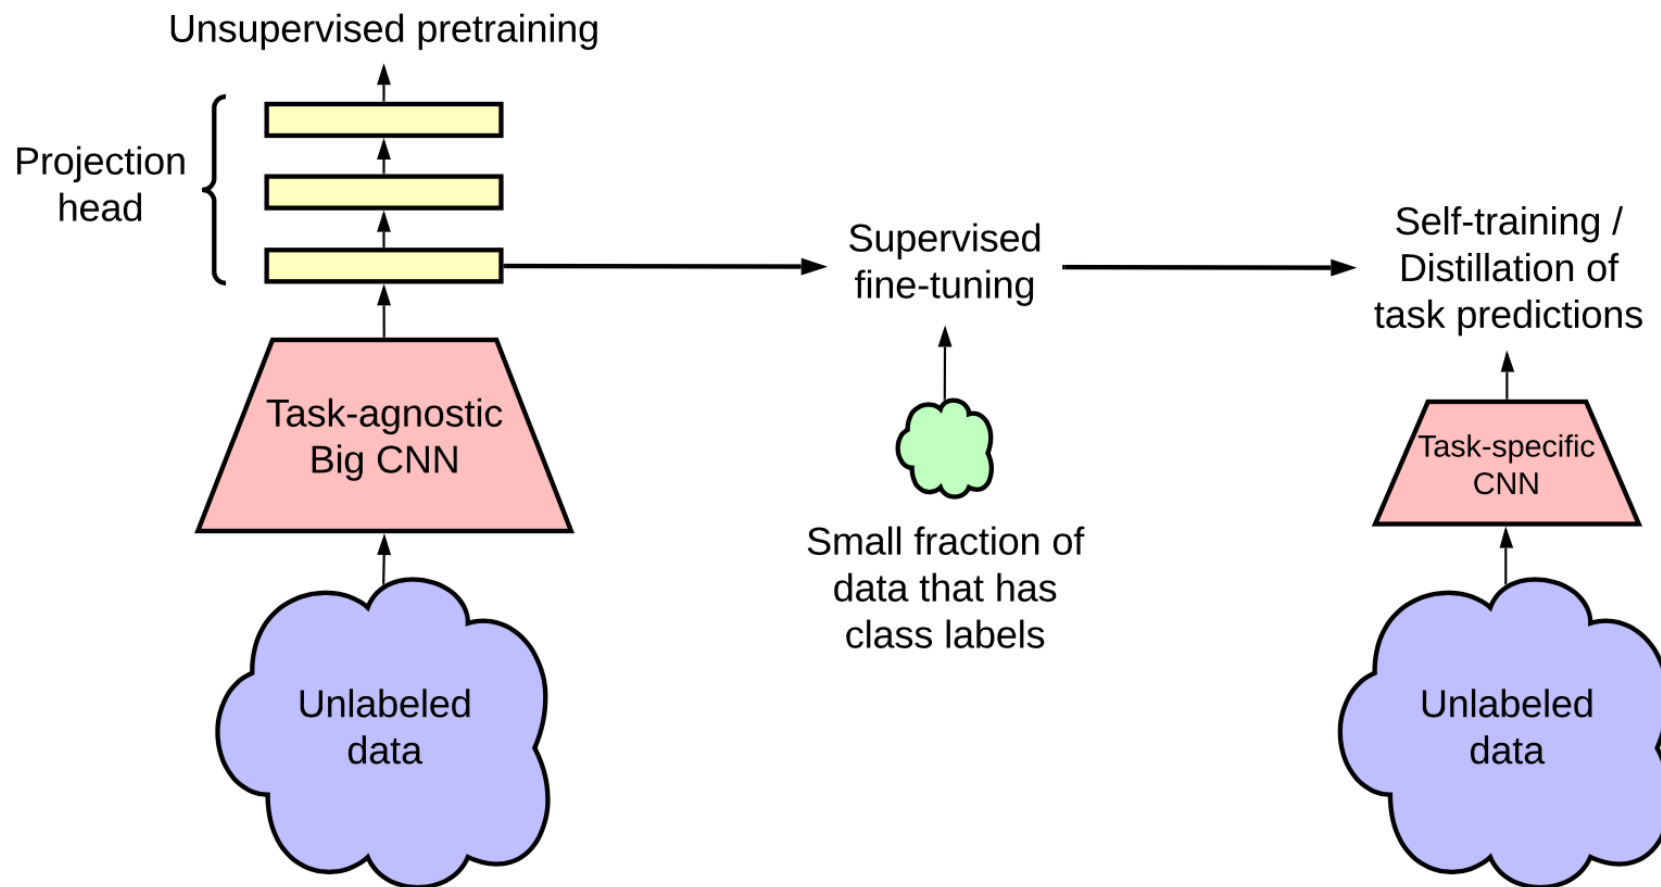 Unsupervised pretraining
Projection
head
Task-agnostic
Big CNN
Unlabeled
data
Supervised
fine-tuning
Small fraction of
data that has
class labels
Self-training /
Distillation of
task predictions
Task-specific
CNN
Unlabeled
data